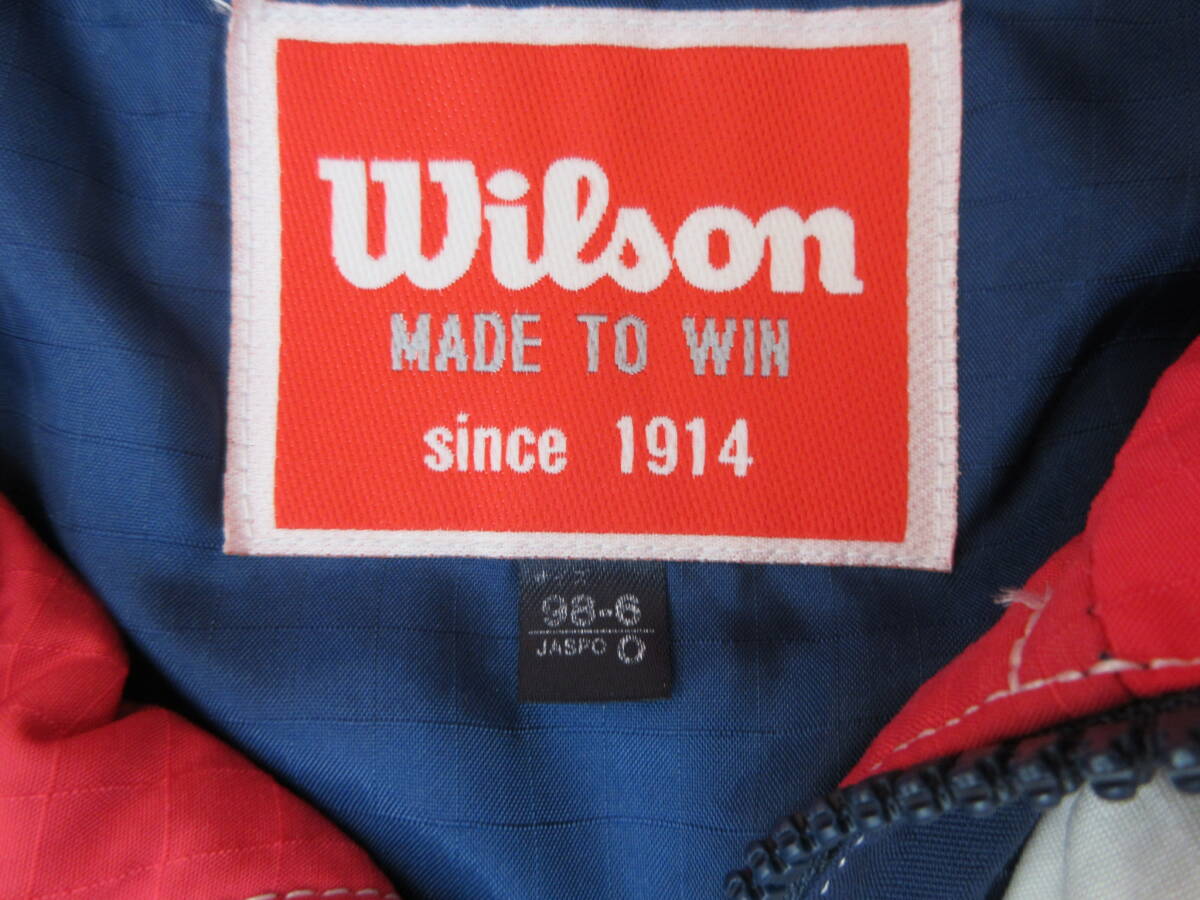 Wilson
MADE TO WIN
since 1914
98-6
JASPO O